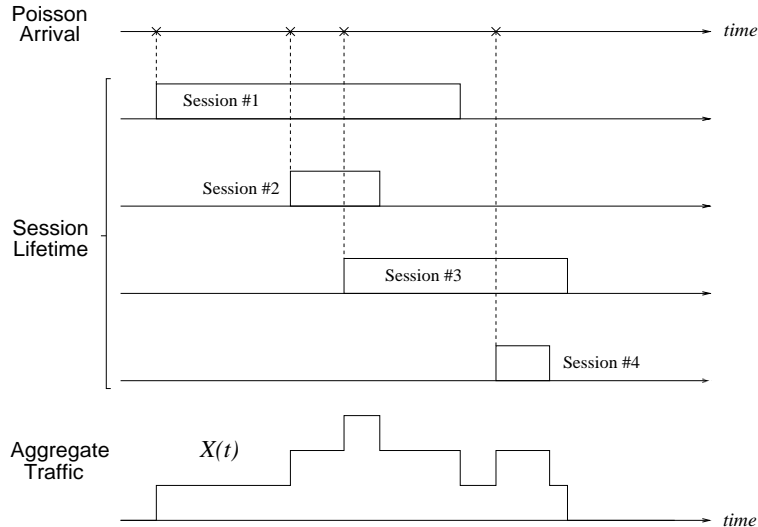 Poisson
Arrival
time
Session #1
Session #2
Session
Lifetime
Session #3
Session #4
Aggregate
Traffic
X(t)
time